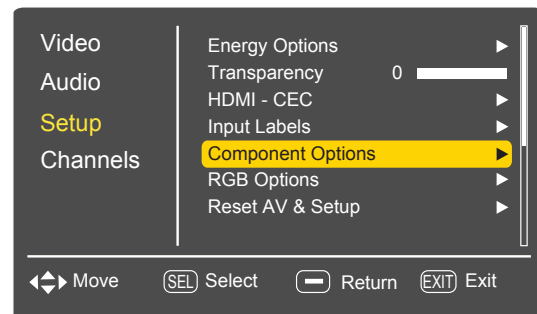 Video
Audio
Setup
Channels
Energy Options
Transparency 0
HDMI - CEC
Input Labels
Component Options
RGB Options
Reset AV & Setup
Move SEL Select Return EXIT Exit